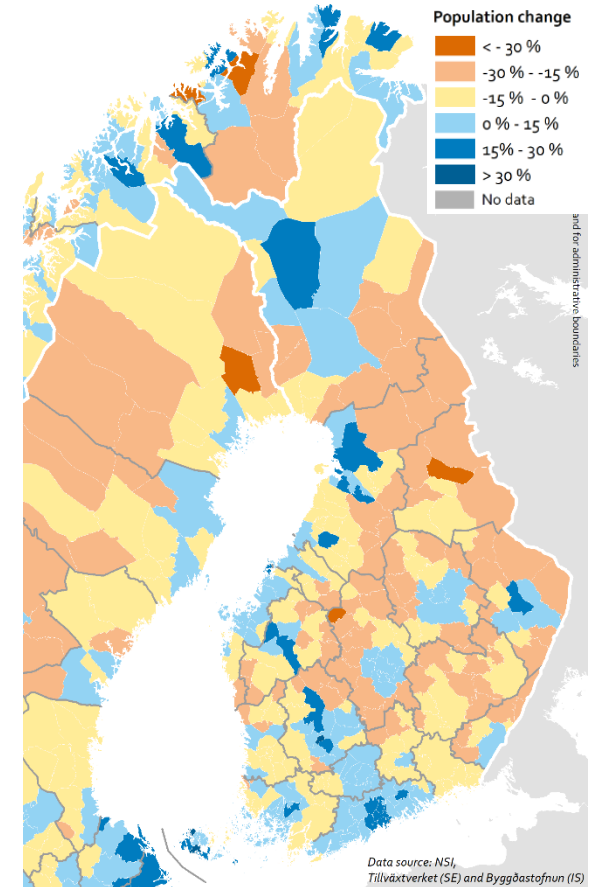 Population change
< - 30 %
-30 % - -15 %
-15 % - 0 %
0 % - 15 %
15% - 30 %
> 30 %
No data
and for administrative boundaries
Data source: NSI,
Tillväxtverket (SE) and Byggðastofnun (IS)